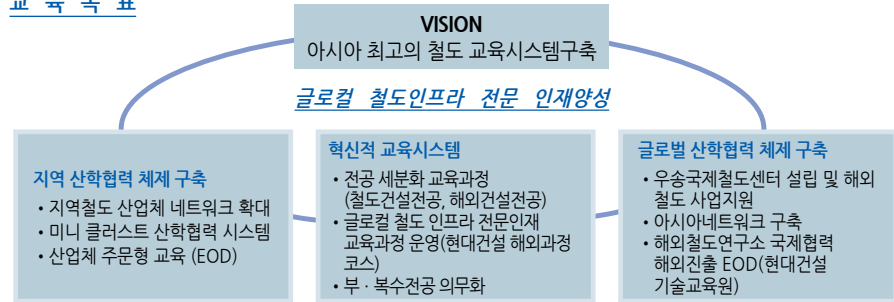 교 육 목 표
VISION
아시아 최고의 철도 교육시스템구축
글로컬 철도인프라 전문 인재양성
지역 산학협력 체제 구축
• 지역철도 산업체 네트워크 확대
• 미니 클러스트 산학협력 시스템
• 산업체 주문형 교육 (EOD)
혁신적 교육시스템
• 전공 세분화 교육과정
(철도건설전공, 해외건설전공)
• 글로컬 철도 인프라 전문인재
교육과정 운영(현대건설 해외과정
코스)
• 부 · 복수전공 의무화
글로벌 산학협력 체제 구축
• 우송국제철도센터 설립 및 해외
철도 사업지원
• 아시아네트워크 구축
• 해외철도연구소 국제협력
해외진출 EOD(현대건설
기술교육원)